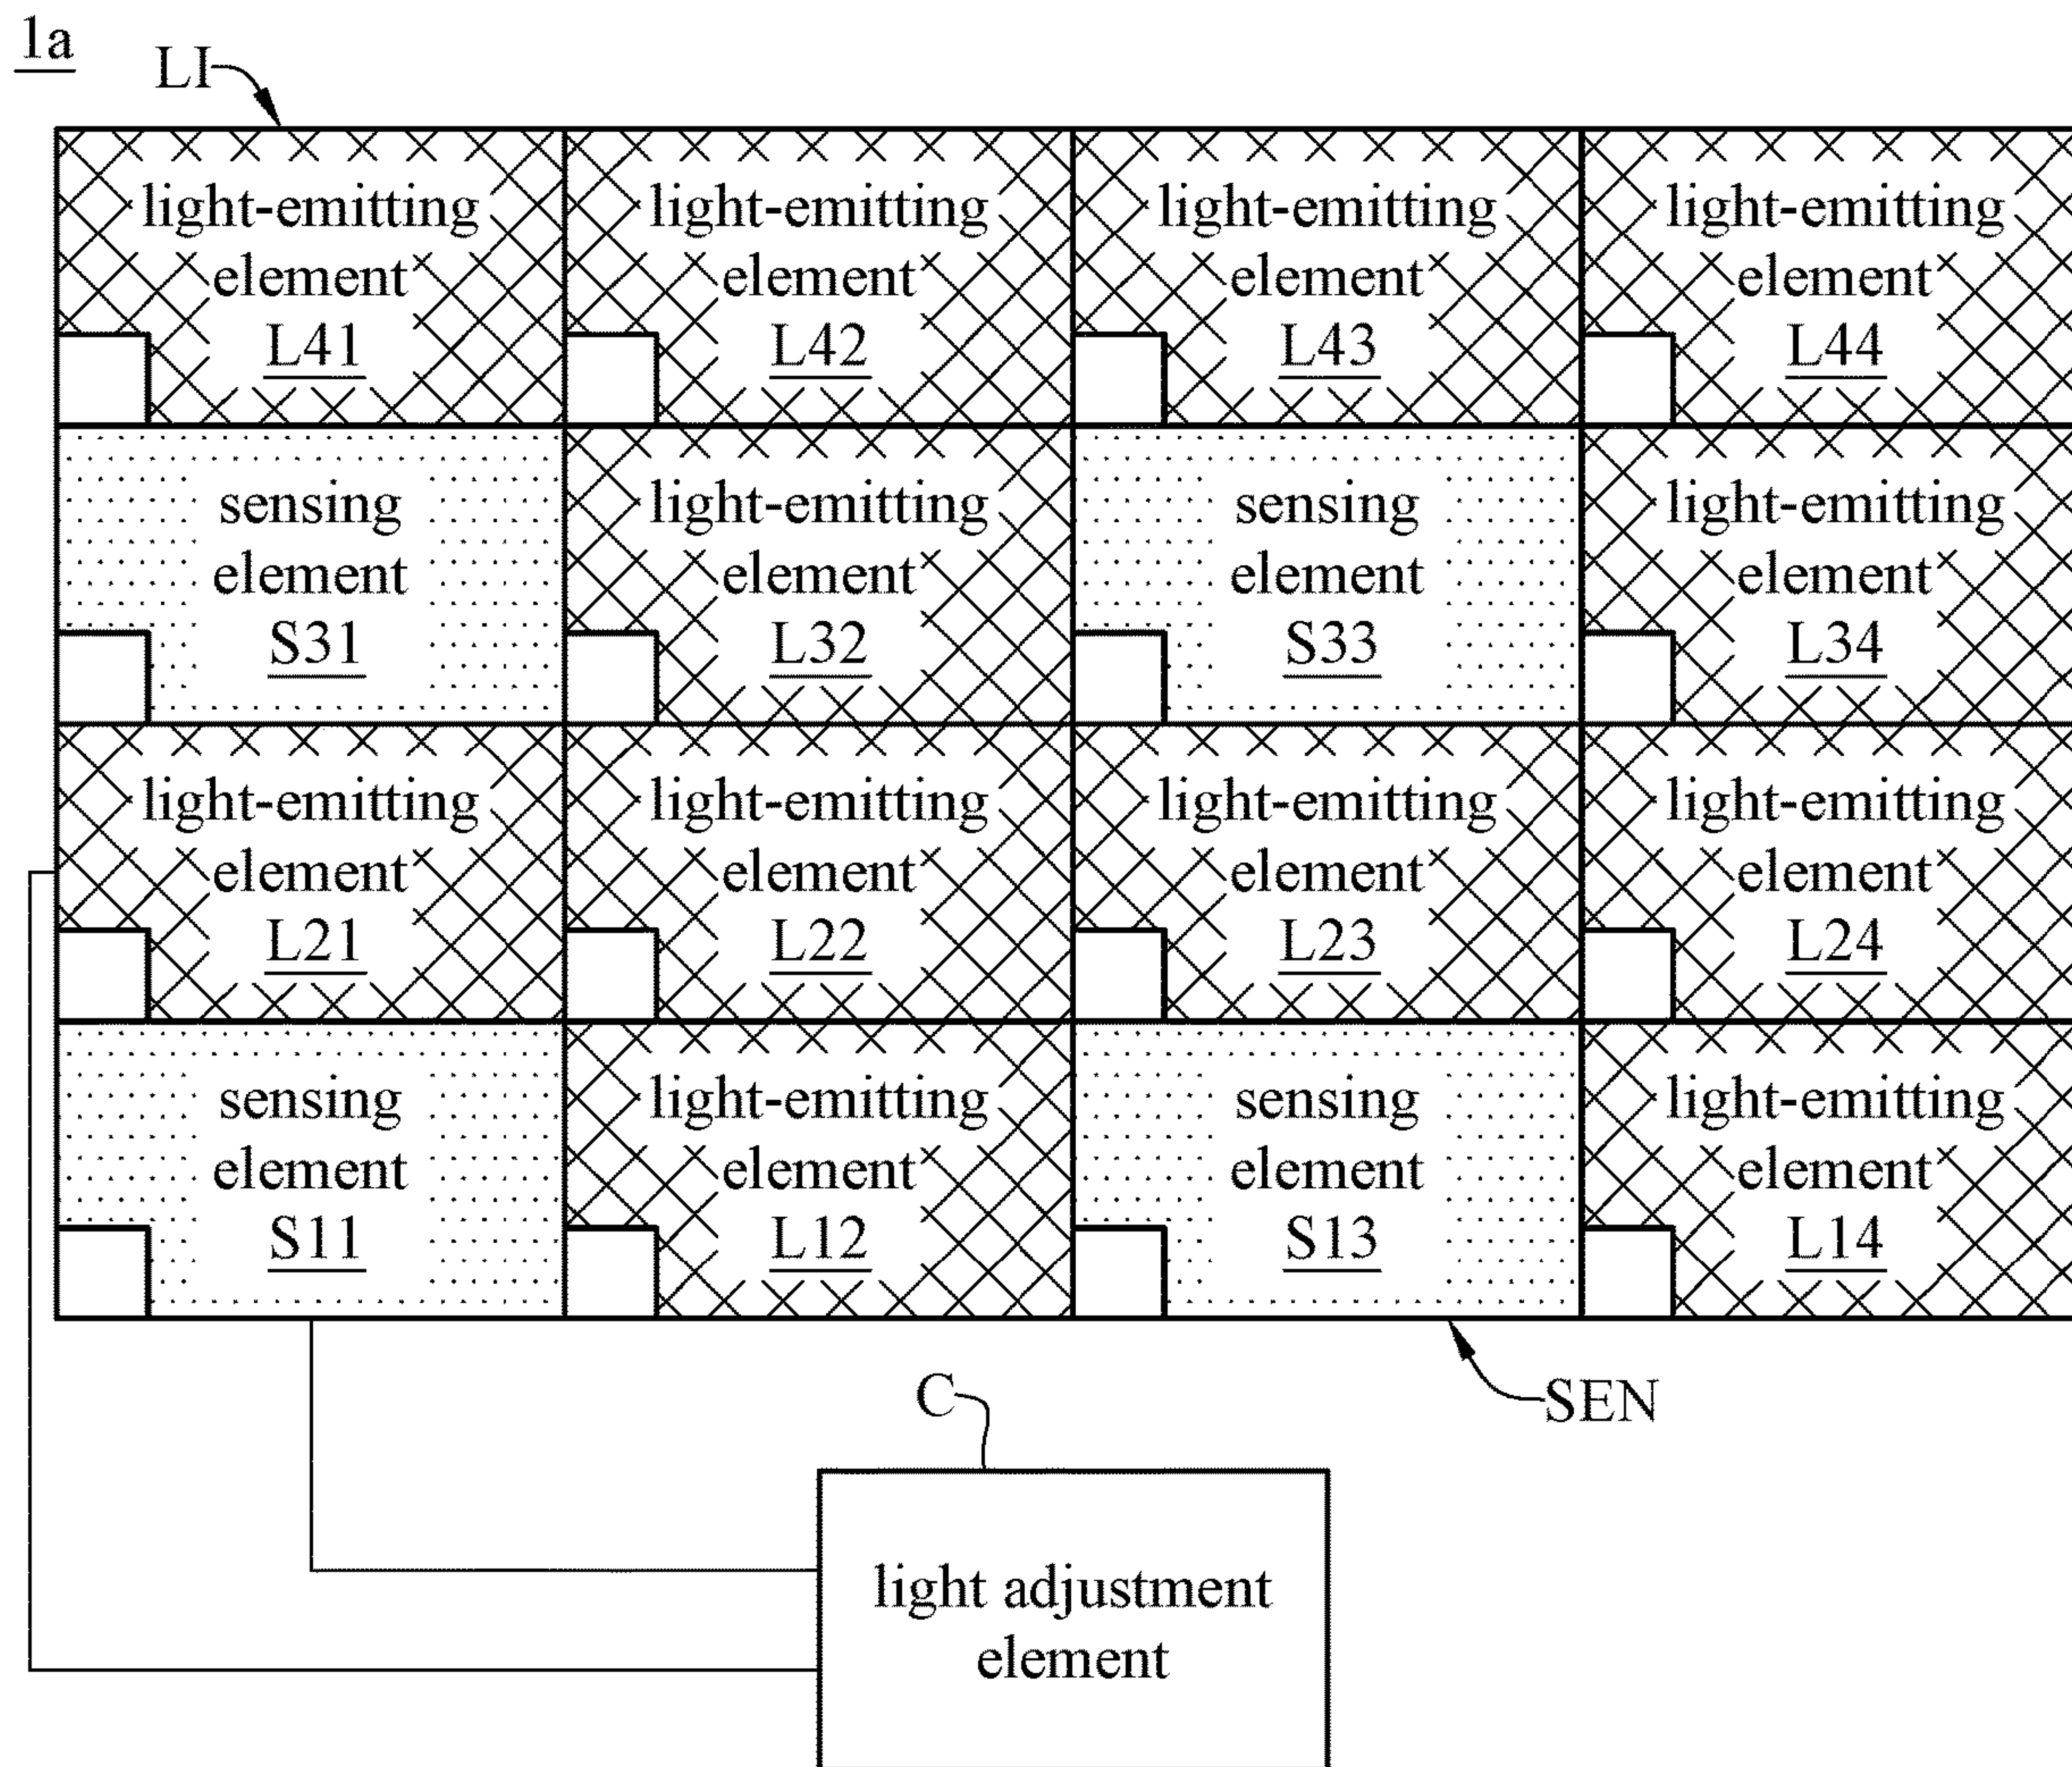 1a
LI
light-emitting
element
L41
light-emitting
element
L42
light-emitting
element
L43
light-emitting
element
L44
sensing
element
S31
light-emitting
element
L32
sensing
element
S33
light-emitting
element
L34
light-emitting
element
L21
light-emitting
element
L22
light-emitting
element
L23
light-emitting
element
L24
sensing
element
S11
light-emitting
element
L12
sensing
element
S13
light-emitting
element
L14
SEN
C
light adjustment
element